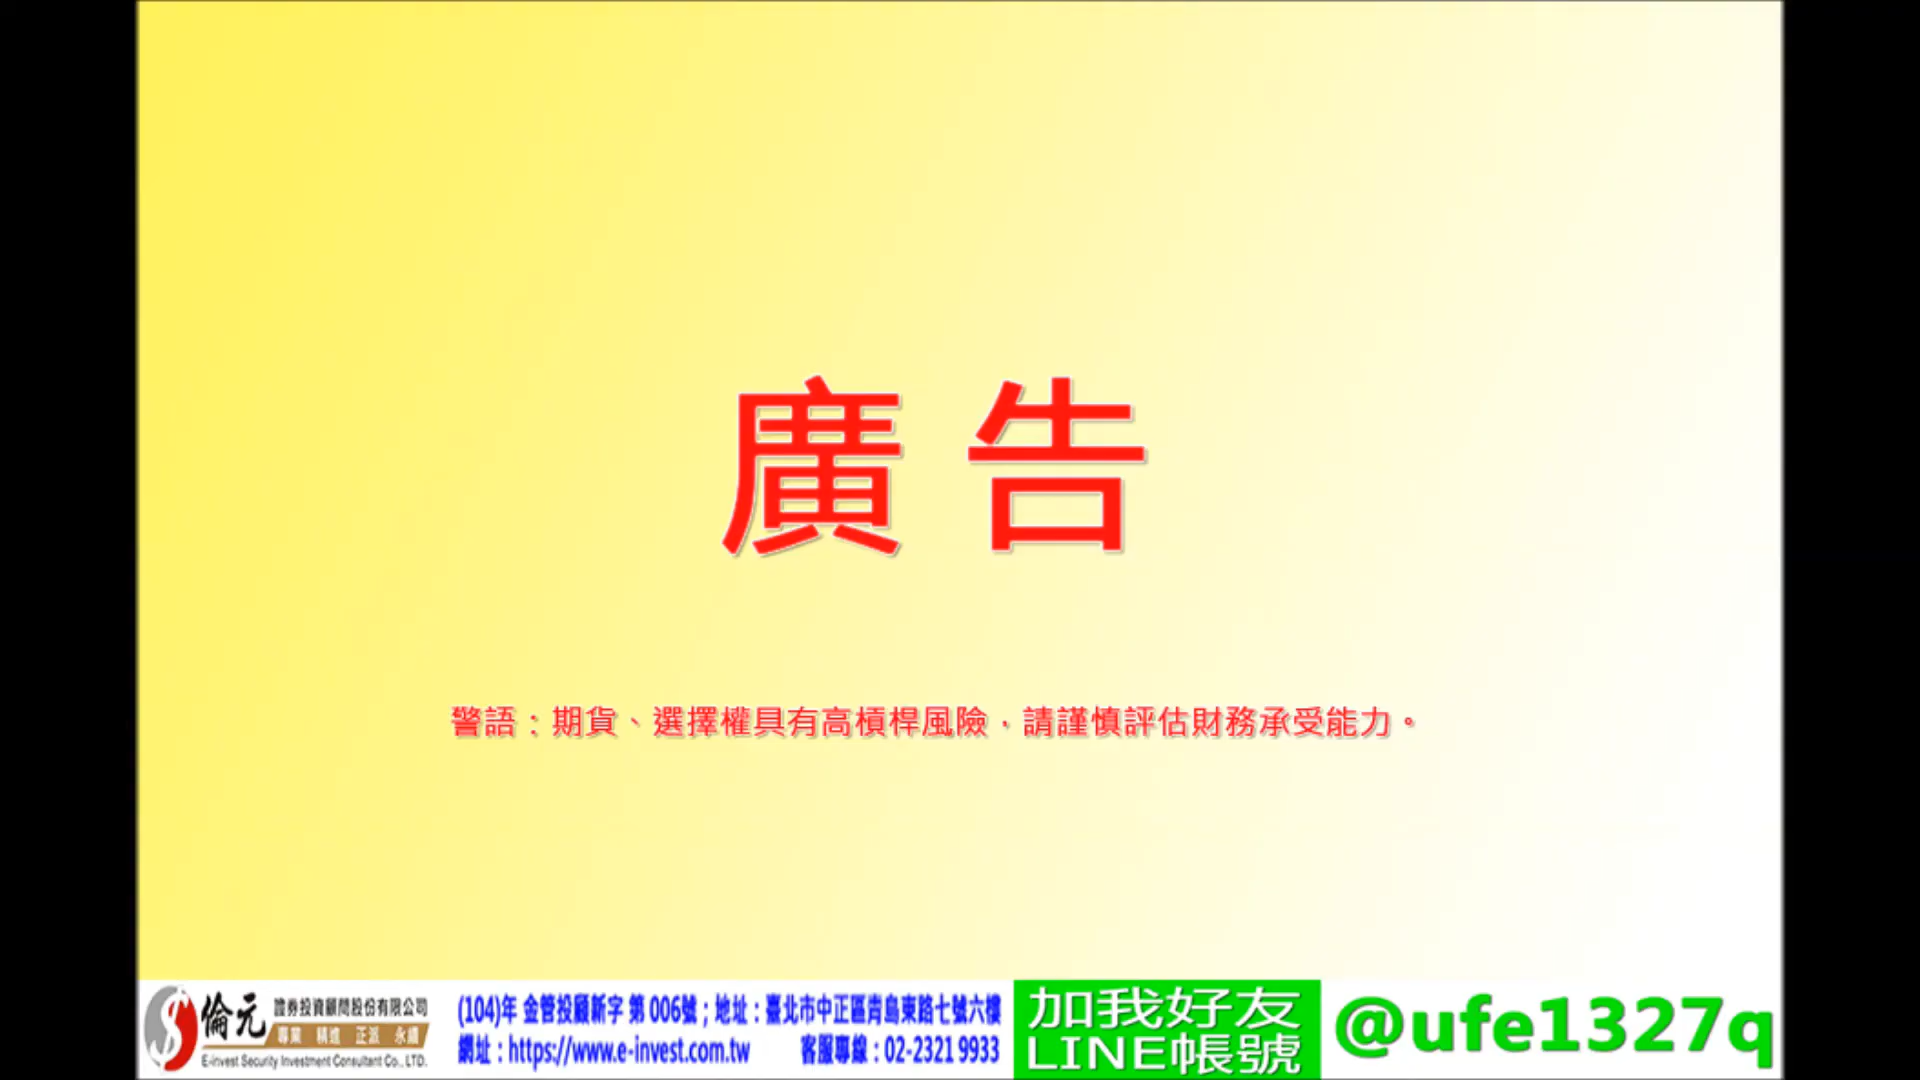 廣告
警語：期貨、選擇權具有高槓桿風險，請謹慎評估財務承受能力。
倫元 證券投資顧問股份有限公司
專業 精進 正派 永續
E-invest Security Investment Consultant Co., LTD.
(104)年 金管投顧新字 第 006號；地址：臺北市中正區青島東路七號六樓
網址：https://www.e-invest.com.tw 客服專線：02-2321 9933
加我好友
LINE帳號
@ufe1327q